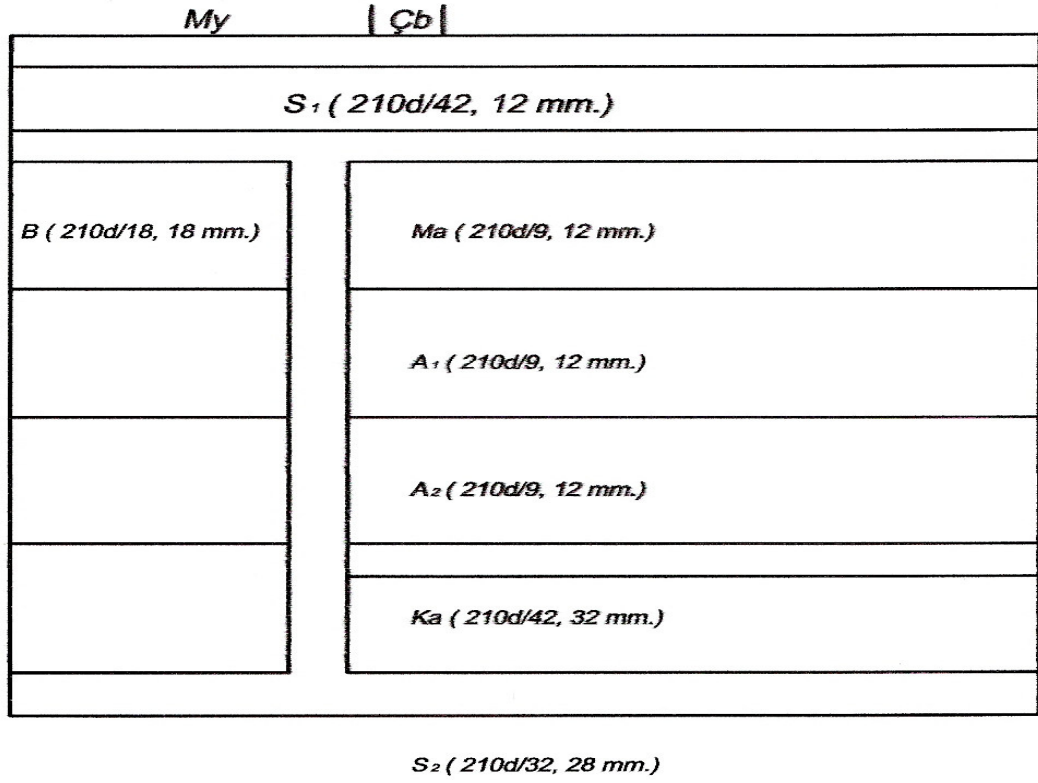 My | Çb |
S₁ ( 210d/42, 12 mm.)
B ( 210d/18, 18 mm.) Ma ( 210d/9, 12 mm.)
A₁ ( 210d/9, 12 mm.)
A₂ ( 210d/9, 12 mm.)
Ka ( 210d/42, 32 mm.)
S₂ ( 210d/32, 28 mm.)